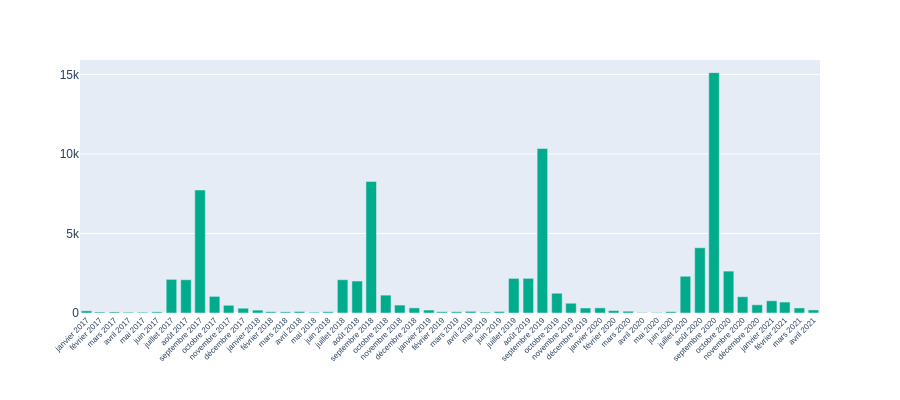 15k
10k
5k
0
janvier 2017
février 2017
mars 2017
avril 2017
mai 2017
juin 2017
juillet 2017
août 2017
septembre 2017
octobre 2017
novembre 2017
décembre 2017
janvier 2018
février 2018
mars 2018
avril 2018
mai 2018
juin 2018
juillet 2018
août 2018
septembre 2018
octobre 2018
novembre 2018
décembre 2018
janvier 2019
février 2019
mars 2019
avril 2019
mai 2019
juin 2019
juillet 2019
août 2019
septembre 2019
octobre 2019
novembre 2019
décembre 2019
janvier 2020
février 2020
mars 2020
avril 2020
mai 2020
juin 2020
juillet 2020
août 2020
septembre 2020
octobre 2020
novembre 2020
décembre 2020
janvier 2021
février 2021
mars 2021
avril 2021